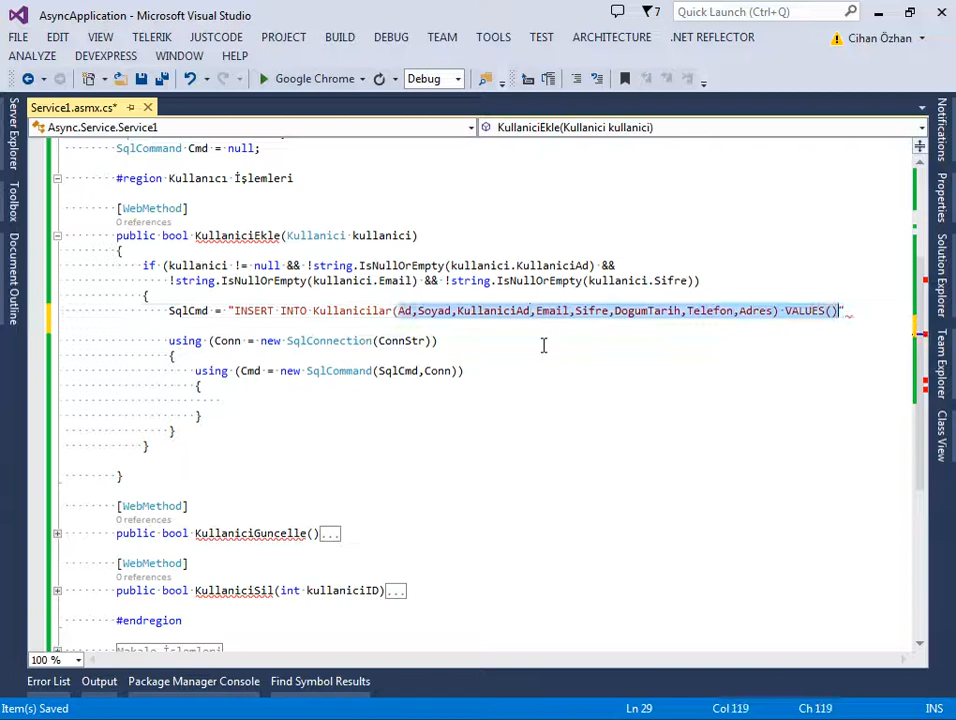 AsyncApplication - Microsoft Visual Studio
7
Quick Launch (Ctrl+Q)
FILE EDIT VIEW TELERIK JUSTCODE PROJECT BUILD DEBUG TEAM TOOLS TEST ARCHITECTURE .NET REFLECTOR
Cihan Özhan
ANALYZE DEVEXPRESS WINDOW HELP
Google Chrome Debug
Service1.asmx.cs*
Async.Service.Service1 KullaniciEkle(Kullanici kullanici)
Server Explorer
Toolbox
Document Outline
SqlCommand Cmd = null;
#region Kullanıcı İşlemleri
[WebMethod]
0 references
public bool KullaniciEkle(Kullanici kullanici)
{
if (kullanici != null && !string.IsNullOrEmpty(kullanici.KullaniciAd) &&
!string.IsNullOrEmpty(kullanici.Email) && !string.IsNullOrEmpty(kullanici.Sifre))
{
SqlCmd = "INSERT INTO Kullanicilar(Ad,Soyad,KullaniciAd,Email,Sifre,DogumTarih,Telefon,Adres) VALUES()"
using (Conn = new SqlConnection(ConnStr))
{
using (Cmd = new SqlCommand(SqlCmd,Conn))
{
}
}
}
}
[WebMethod]
0 references
public bool KullaniciGuncelle()...
[WebMethod]
0 references
public bool KullaniciSil(int kullaniciID)...
#endregion
Makale İşlemleri
Notifications
Properties
Solution Explorer
Team Explorer
Class View
100 %
Error List Output Package Manager Console Find Symbol Results
Item(s) Saved Ln 29 Col 119 Ch 119 INS